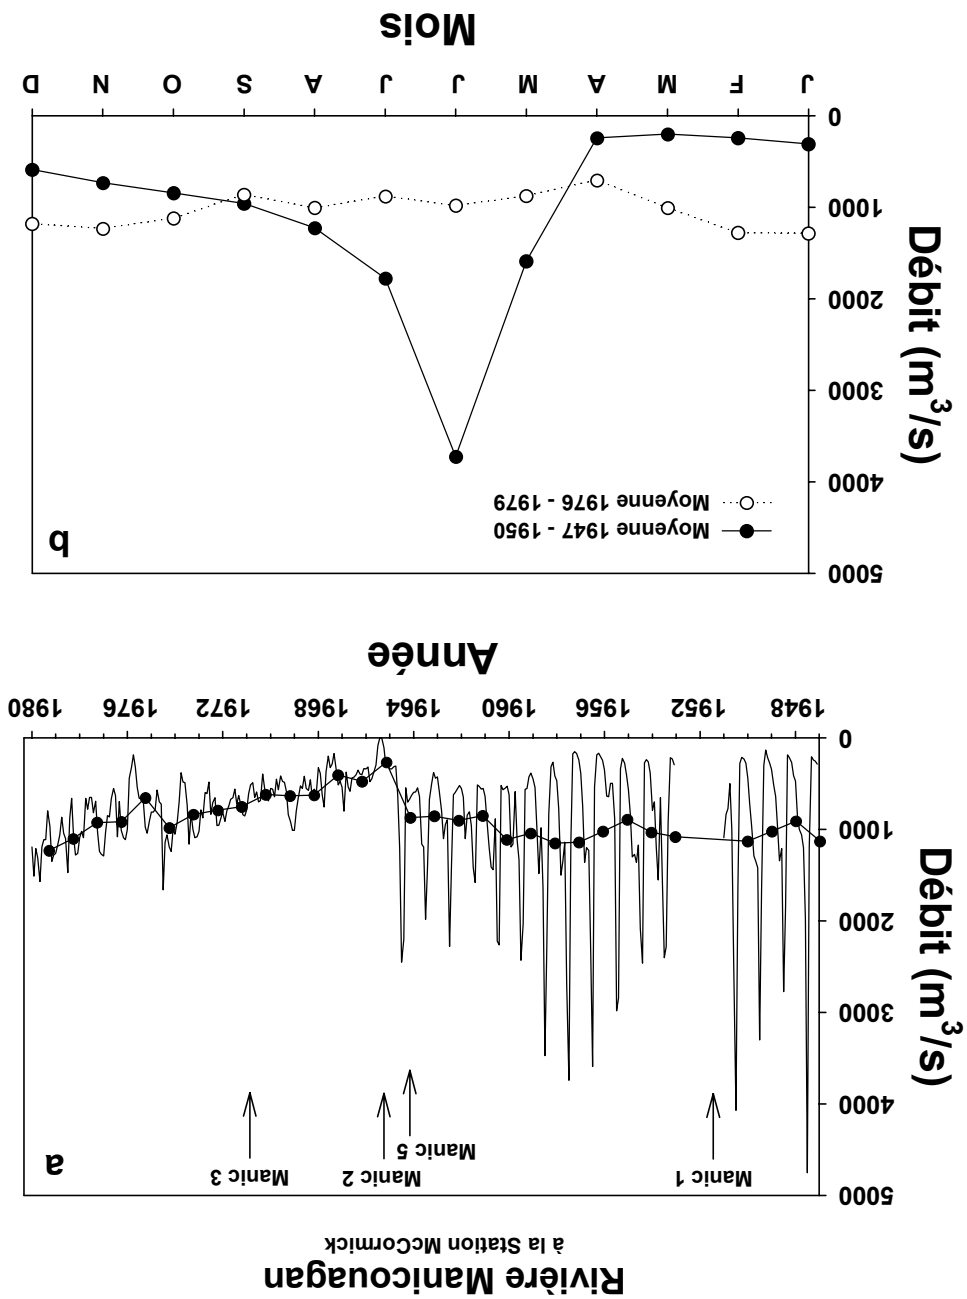 Rivière Manicouagan
à la Station McCormick
Débit (m³/s)
5000
4000
3000
2000
1000
0
Manic 1
Manic 5
Manic 2
Manic 3
a
1948 1952 1956 1960 1964 1968 1972 1976 1980
Année
Débit (m³/s)
5000
4000
3000
2000
1000
0
Moyenne 1947 - 1950
Moyenne 1976 - 1979
b
J F M A M J J A S O N D
Mois